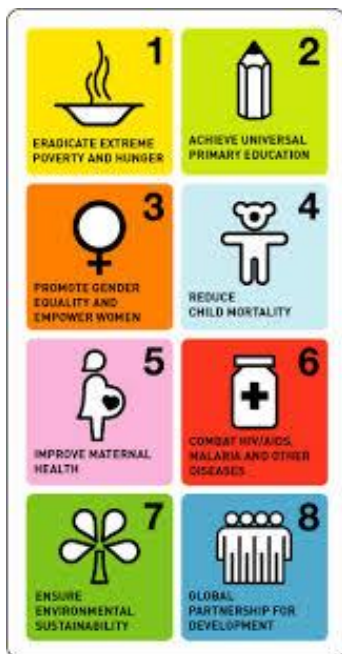 1
ERADICATE EXTREME
POVERTY AND HUNGER
2
ACHIEVE UNIVERSAL
PRIMARY EDUCATION
3
PROMOTE GENDER
EQUALITY AND
EMPOWER WOMEN
4
REDUCE
CHILD MORTALITY
5
IMPROVE MATERNAL
HEALTH
6
COMBAT HIV/AIDS,
MALARIA AND OTHER
DISEASES
7
ENSURE
ENVIRONMENTAL
SUSTAINABILITY
8
GLOBAL
PARTNERSHIP FOR
DEVELOPMENT